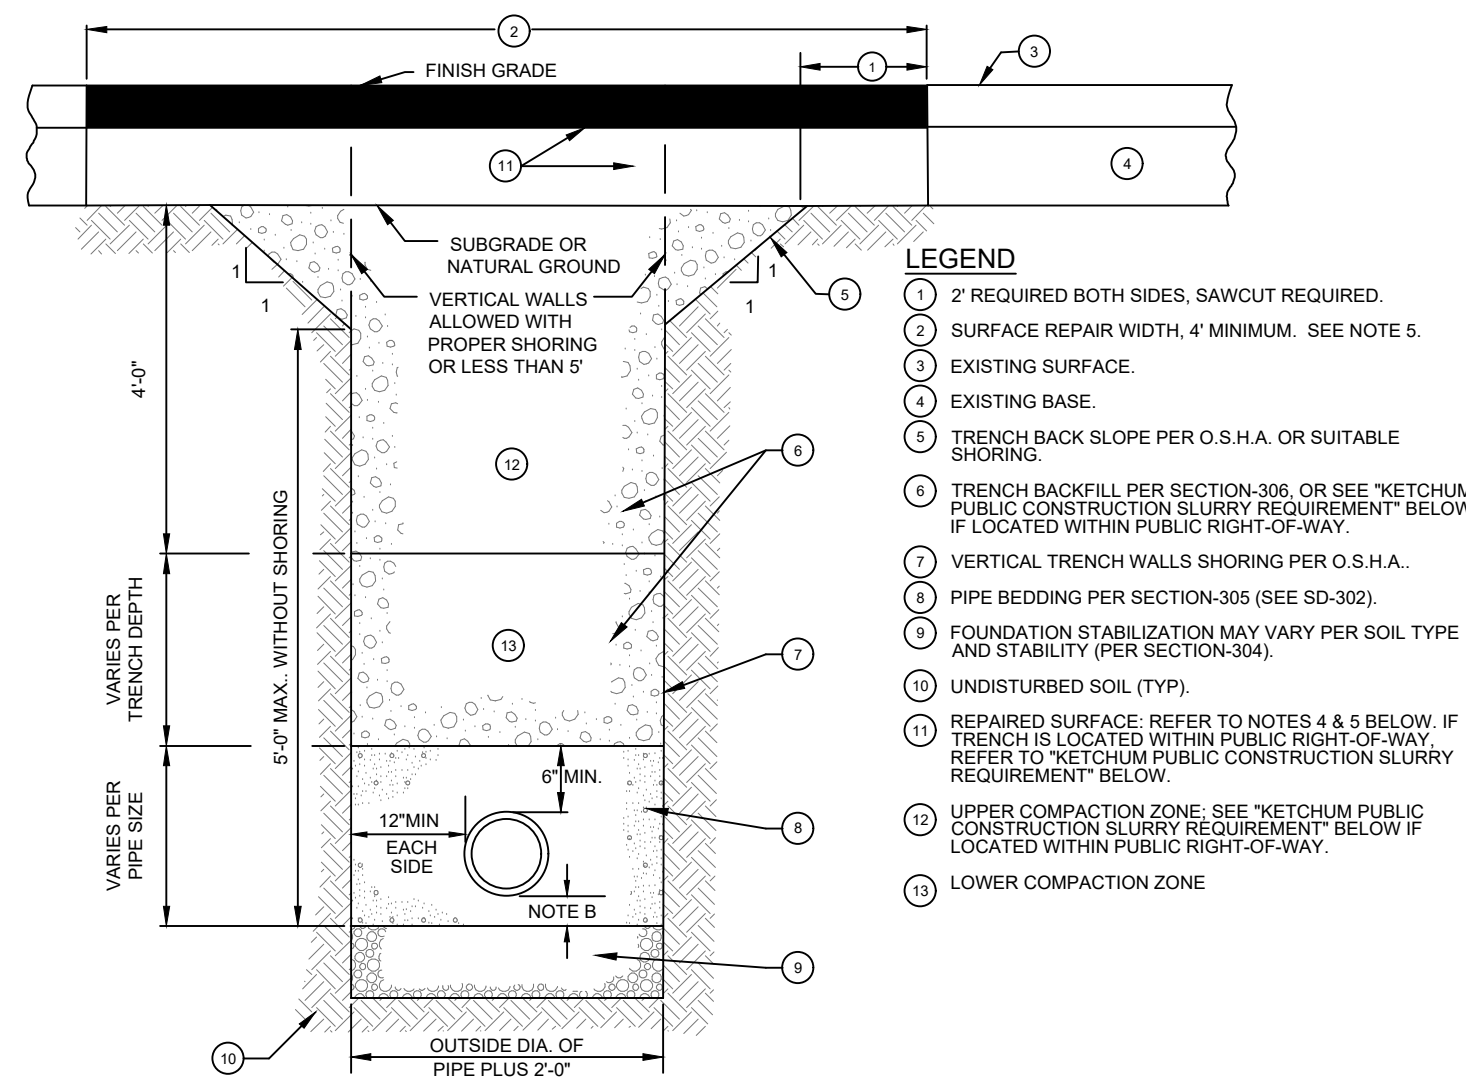 2
1
3
FINISH GRADE
11
4
SUBGRADE OR
NATURAL GROUND
1
1
1
1
5
VERTICAL WALLS
ALLOWED WITH
PROPER SHORING
OR LESS THAN 5'
4'-0"
12
6
5'-0" MAX.. WITHOUT SHORING
VARIES PER
TRENCH DEPTH
13
7
6" MIN.
VARIES PER
PIPE SIZE
12"MIN
EACH
SIDE
8
NOTE B
9
10
OUTSIDE DIA. OF
PIPE PLUS 2'-0"
LEGEND
1 2' REQUIRED BOTH SIDES, SAWCUT REQUIRED.
2 SURFACE REPAIR WIDTH, 4' MINIMUM. SEE NOTE 5.
3 EXISTING SURFACE.
4 EXISTING BASE.
5 TRENCH BACK SLOPE PER O.S.H.A. OR SUITABLE
SHORING.
6 TRENCH BACKFILL PER SECTION-306, OR SEE "KETCHUM
PUBLIC CONSTRUCTION SLURRY REQUIREMENT" BELOW
IF LOCATED WITHIN PUBLIC RIGHT-OF-WAY.
7 VERTICAL TRENCH WALLS SHORING PER O.S.H.A..
8 PIPE BEDDING PER SECTION-305 (SEE SD-302).
9 FOUNDATION STABILIZATION MAY VARY PER SOIL TYPE
AND STABILITY (PER SECTION-304).
10 UNDISTURBED SOIL (TYP).
11 REPAIRED SURFACE: REFER TO NOTES 4 & 5 BELOW. IF
TRENCH IS LOCATED WITHIN PUBLIC RIGHT-OF-WAY,
REFER TO "KETCHUM PUBLIC CONSTRUCTION SLURRY
REQUIREMENT" BELOW.
12 UPPER COMPACTION ZONE; SEE "KETCHUM PUBLIC
CONSTRUCTION SLURRY REQUIREMENT" BELOW IF
LOCATED WITHIN PUBLIC RIGHT-OF-WAY.
13 LOWER COMPACTION ZONE